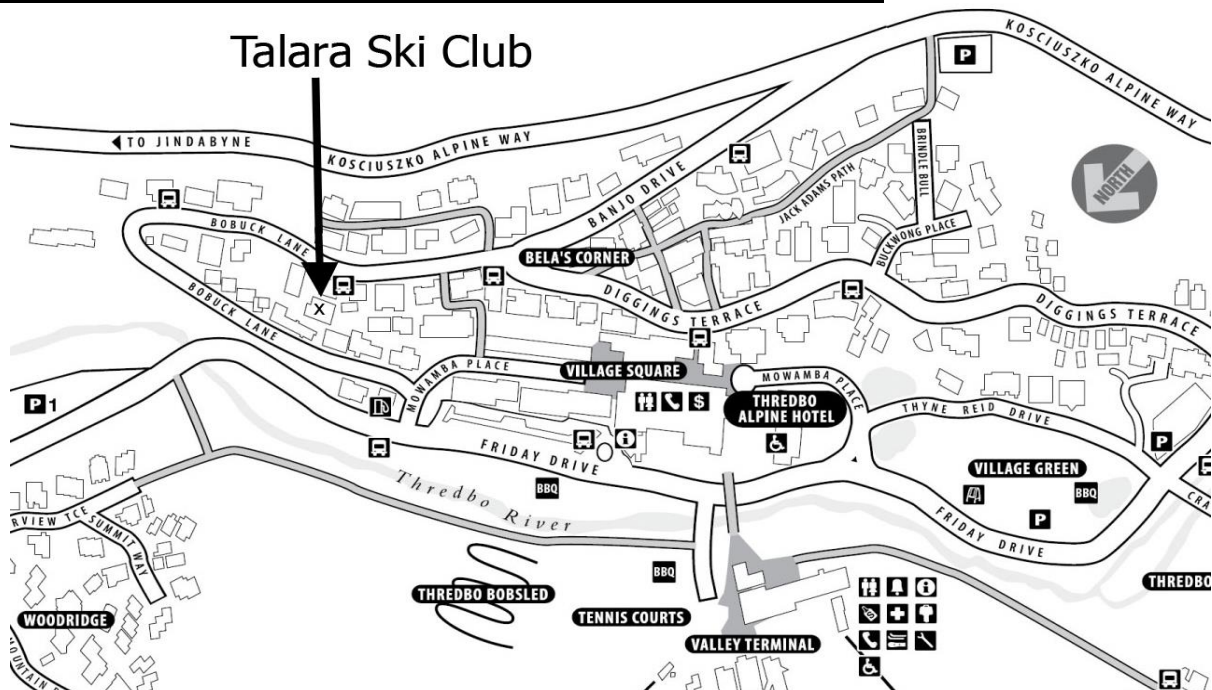 Talara Ski Club
KOSCIUSZKO ALPINE WAY
P
TO JINDABYNE
KOSCIUSZKO ALPINE WAY
BANJO DRIVE
BRINDLE BULL
JACK ADAMS PATH
NORTH
BOBUCK LANE
BUCKWONG PLACE
BELA'S CORNER
X
DIGGINGS TERRACE
DIGGINGS TERRACE
BOBUCK LANE
MOWAMBA PLACE
VILLAGE SQUARE
MOWAMBA PLACE
$
THREDBO
ALPINE HOTEL
THYNE REID DRIVE
P 1
P
FRIDAY DRIVE
i
VILLAGE GREEN
BBQ
Thredbo River
BBQ
P
CRA
FRIDAY DRIVE
RVIEW TCE
SUMMIT WAY
BBQ
THREDBO
THREDBO BOBSLED
i
TENNIS COURTS
WOODRIDGE
VALLEY TERMINAL